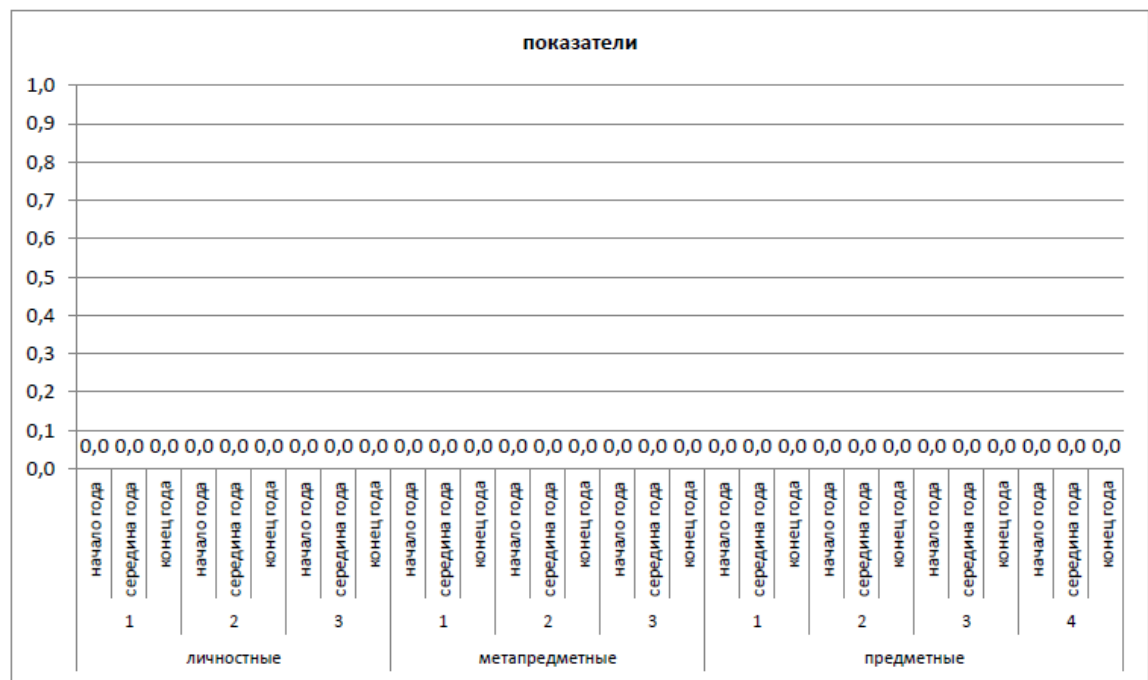 показатели
1,0
0,9
0,8
0,7
0,6
0,5
0,4
0,3
0,2
0,1
0,0
0,0 0,0 0,0 0,0 0,0 0,0 0,0 0,0 0,0 0,0 0,0 0,0 0,0 0,0 0,0 0,0 0,0 0,0 0,0 0,0 0,0 0,0 0,0 0,0 0,0 0,0 0,0 0,0 0,0 0,0
начало года
середина года
конец года
начало года
середина года
конец года
начало года
середина года
конец года
начало года
середина года
конец года
начало года
середина года
конец года
начало года
середина года
конец года
начало года
середина года
конец года
начало года
середина года
конец года
начало года
середина года
конец года
начало года
середина года
конец года
1 2 3 1 2 3 1 2 3 4
личностные метапредметные предметные